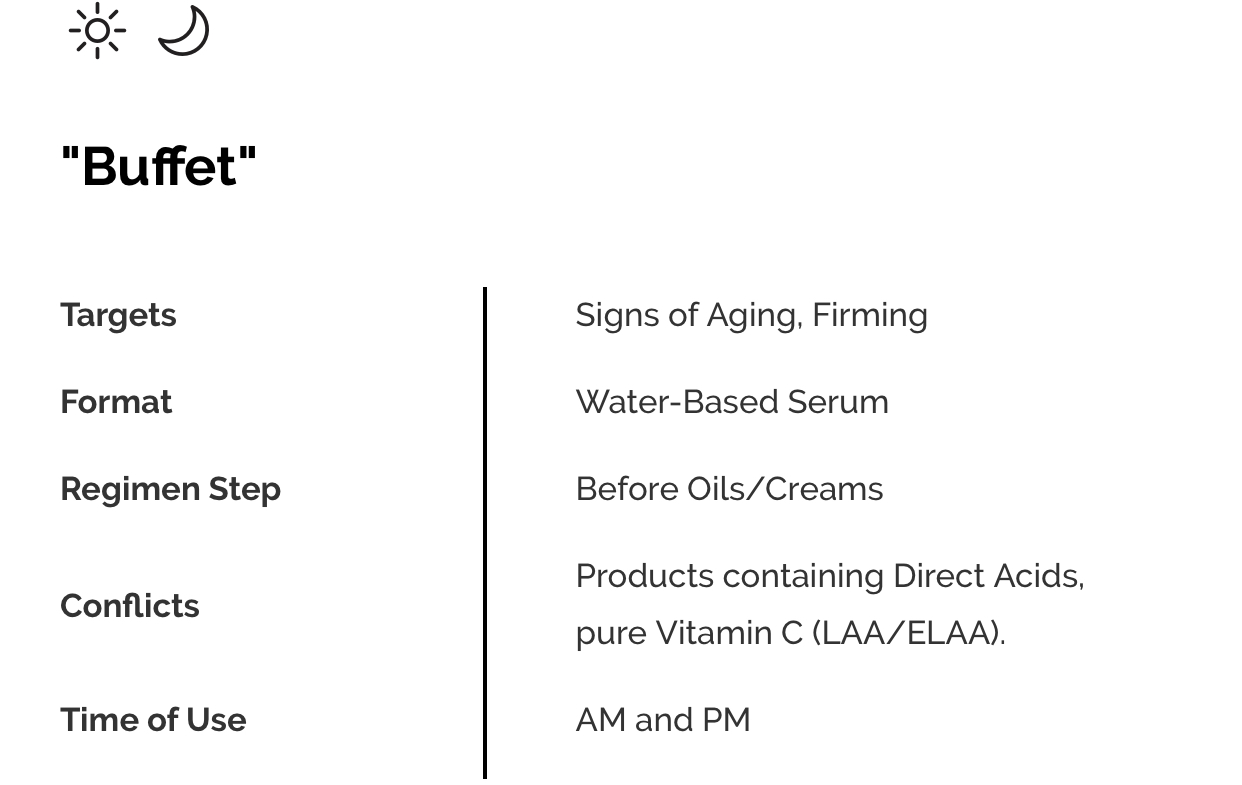 "Buffet"
Targets
Signs of Aging, Firming
Format
Water-Based Serum
Regimen Step
Before Oils/Creams
Conflicts
Products containing Direct Acids,
pure Vitamin C (LAA/ELAA).
Time of Use
AM and PM